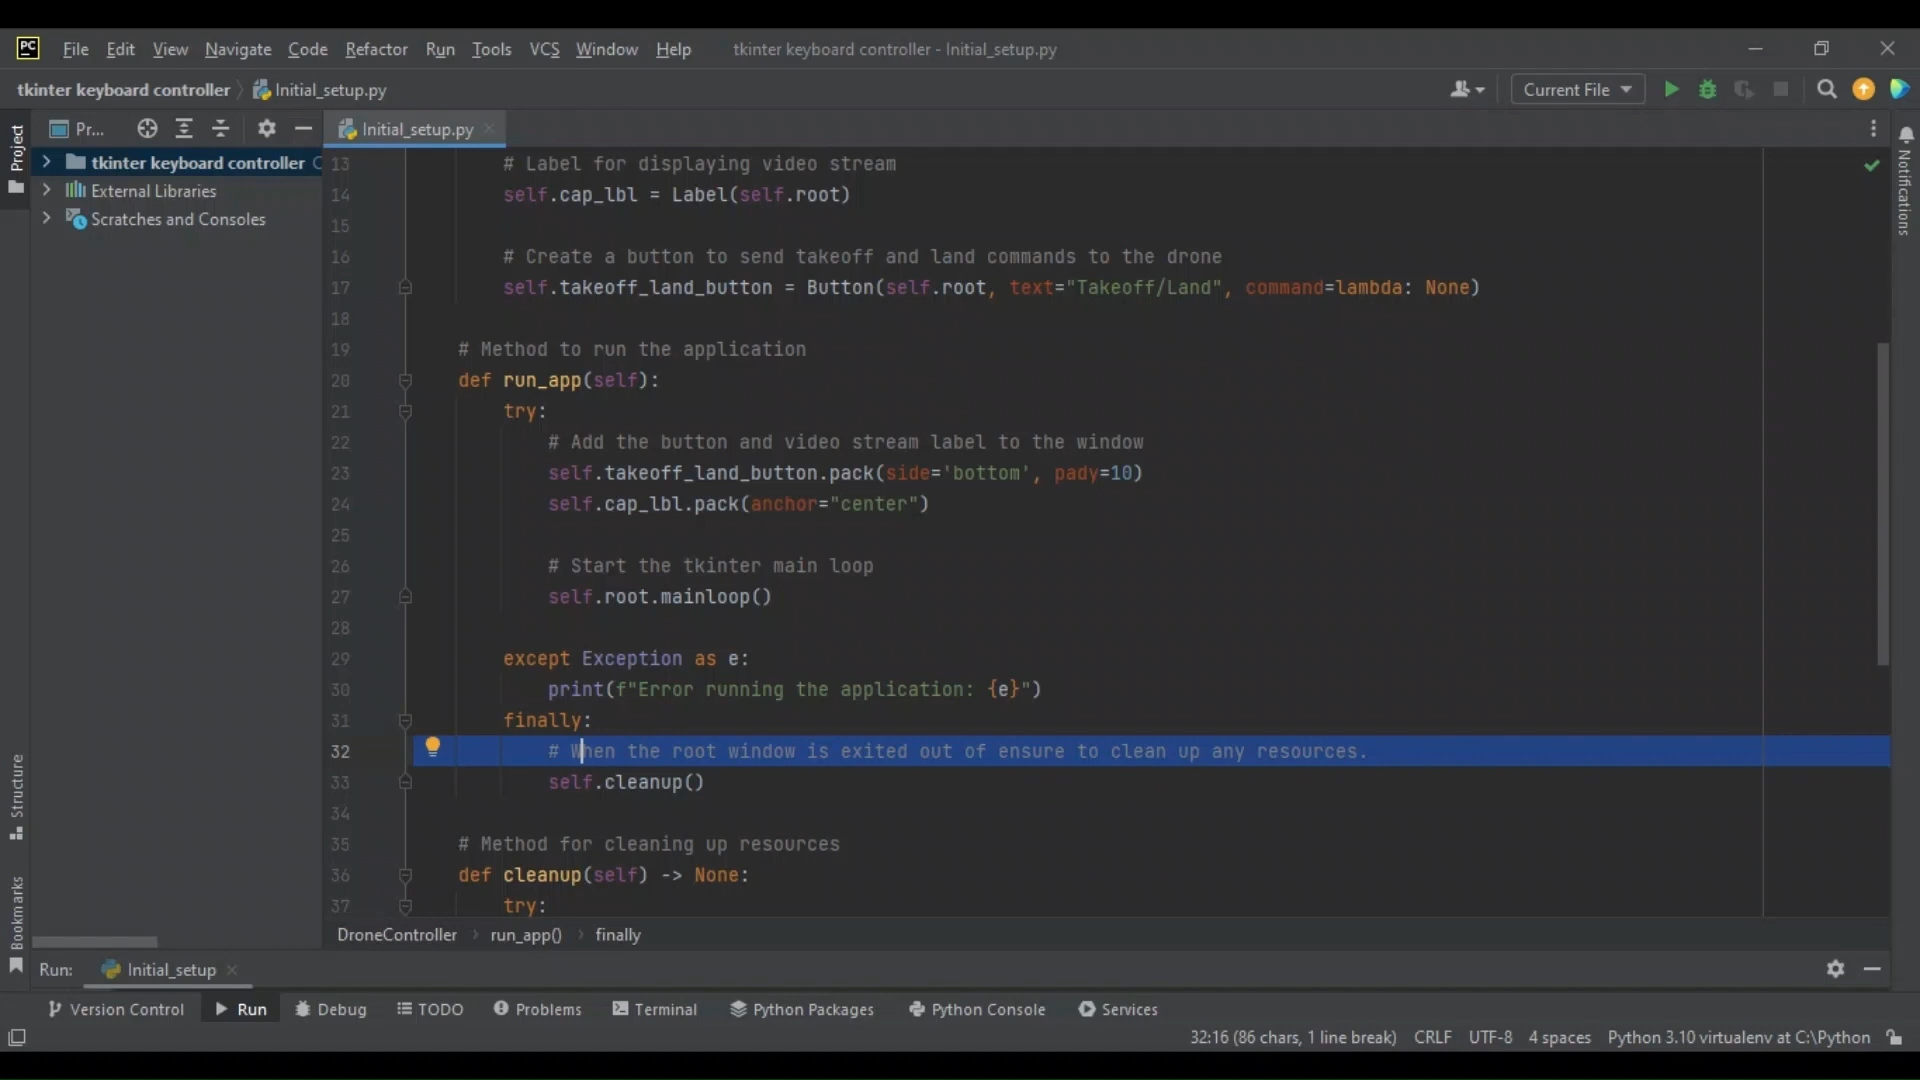 PC File Edit View Navigate Code Refactor Run Tools VCS Window Help tkinter keyboard controller - Initial_setup.py
tkinter keyboard controller Initial_setup.py Current File
Project
Pr...
Initial_setup.py
tkinter keyboard controller
External Libraries
Scratches and Consoles
Notifications
13 # Label for displaying video stream
14 self.cap_lbl = Label(self.root)
15
16 # Create a button to send takeoff and land commands to the drone
17 self.takeoff_land_button = Button(self.root, text="Takeoff/Land", command=lambda: None)
18
19 # Method to run the application
20 def run_app(self):
21 try:
22 # Add the button and video stream label to the window
23 self.takeoff_land_button.pack(side='bottom', pady=10)
24 self.cap_lbl.pack(anchor="center")
25
26 # Start the tkinter main loop
27 self.root.mainloop()
28
29 except Exception as e:
30 print(f"Error running the application: {e}")
31 finally:
32 # When the root window is exited out of ensure to clean up any resources.
33 self.cleanup()
34
35 # Method for cleaning up resources
36 def cleanup(self) -> None:
37 try:
Structure
Bookmarks
DroneController run_app() finally
Run: Initial_setup
Version Control Run Debug TODO Problems Terminal Python Packages Python Console Services
32:16 (86 chars, 1 line break) CRLF UTF-8 4 spaces Python 3.10 virtualenv at C:\Python